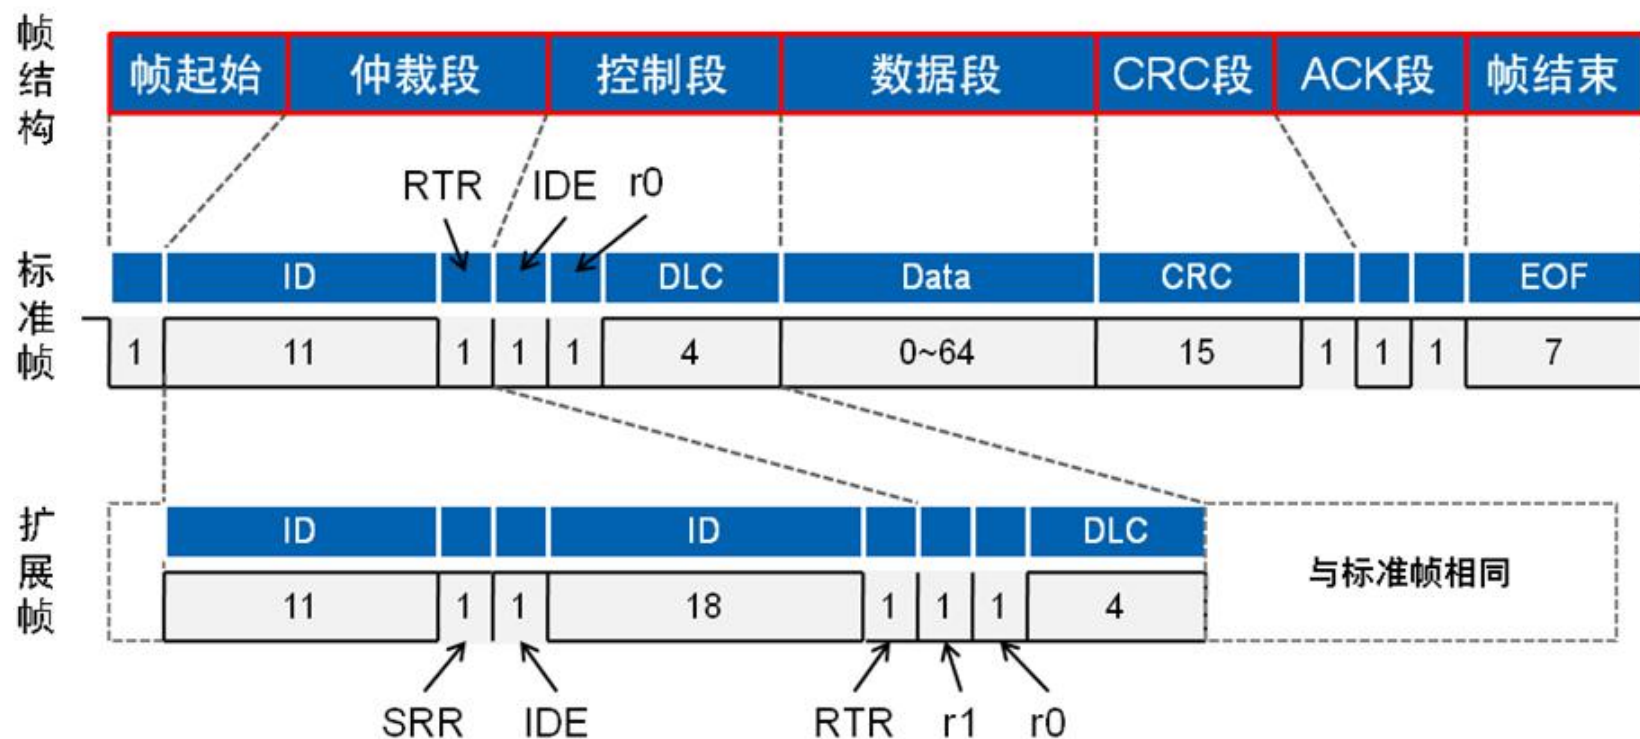 帧结构
帧起始 仲裁段 控制段 数据段 CRC段 ACK段 帧结束
RTR IDE r0
标准帧
ID DLC Data CRC EOF
1 11 1 1 1 4 0~64 15 1 1 1 7
扩展帧
ID ID DLC
11 1 1 18 1 1 1 4
与标准帧相同
SRR IDE RTR r1 r0